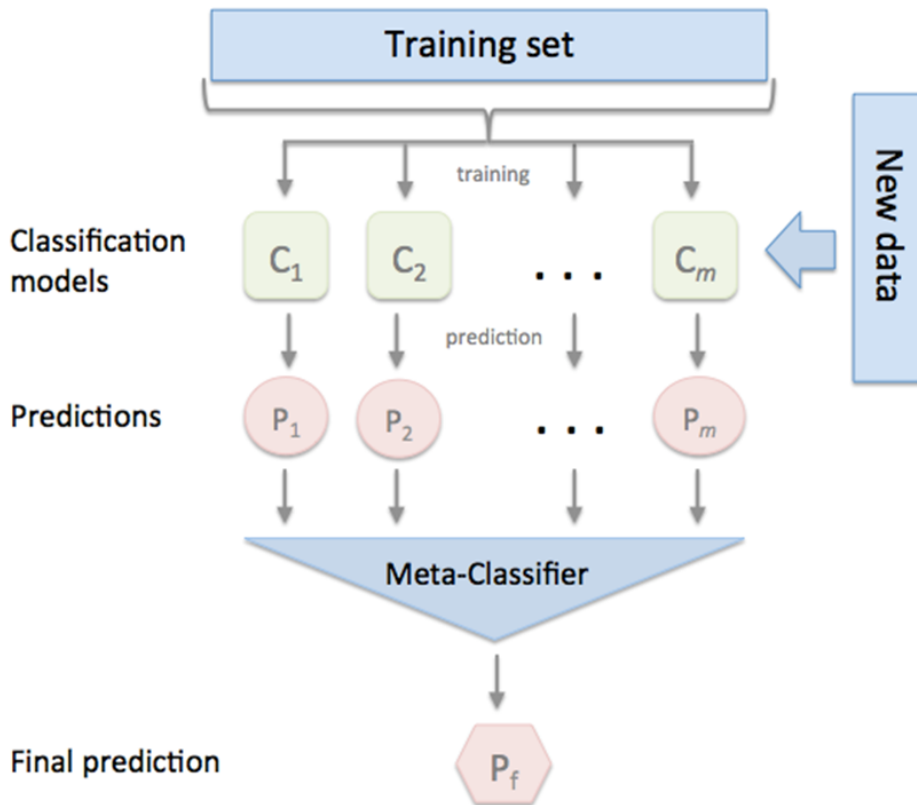 Training set
New data
training
Classification
models
C1 C2 . . . Cm
prediction
Predictions
P1 P2 . . . Pm
Meta-Classifier
Final prediction
Pf